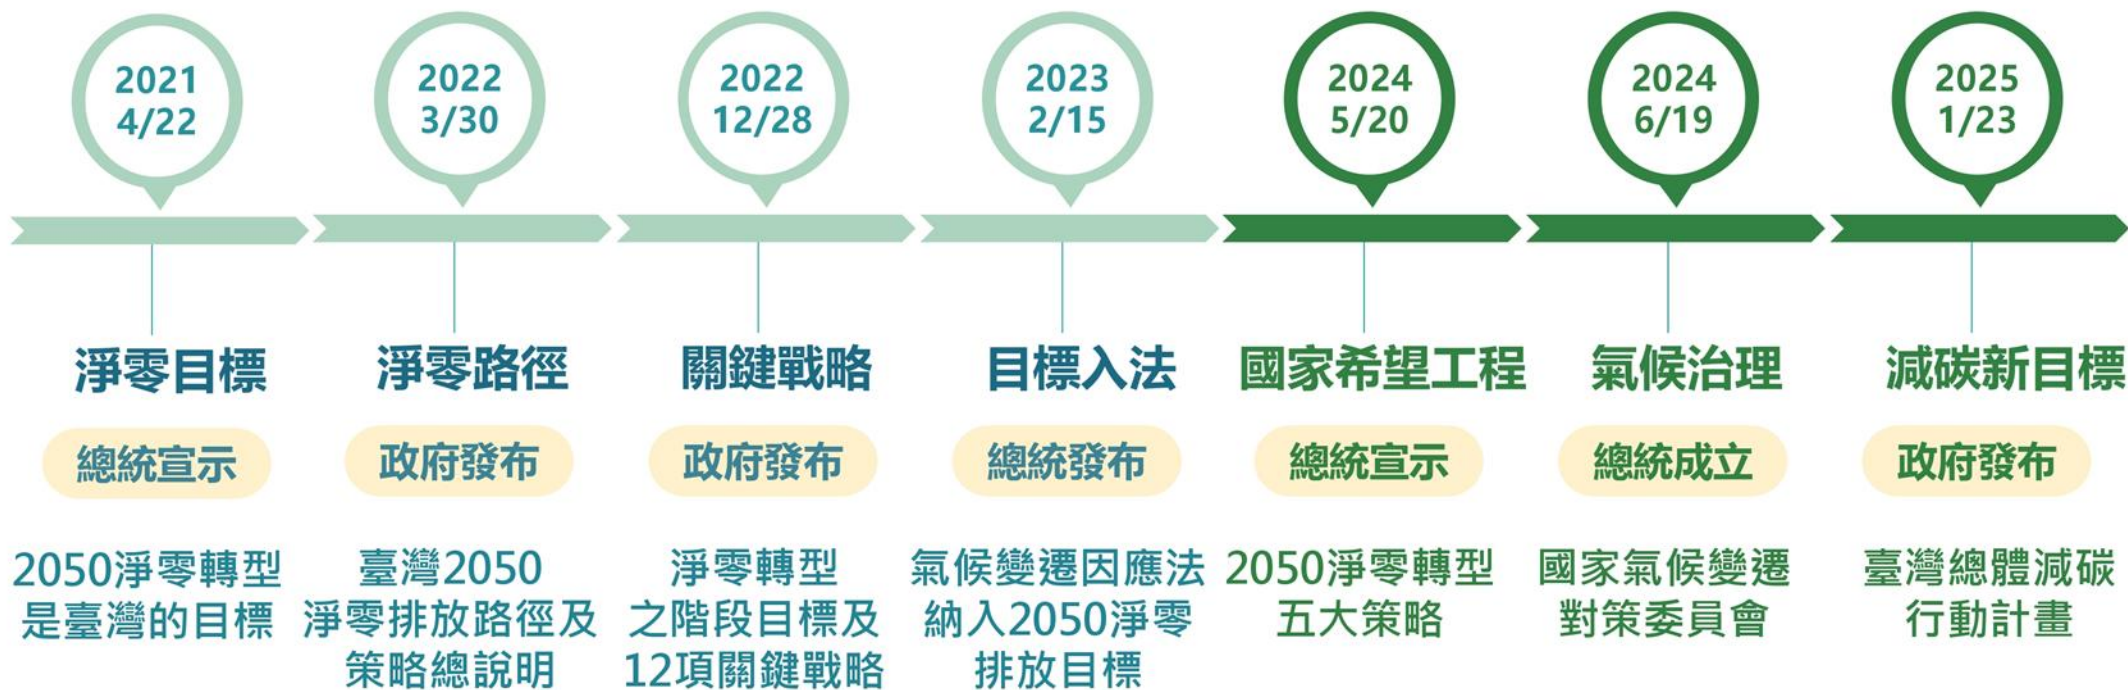 2021
4/22
2022
3/30
2022
12/28
2023
2/15
2024
5/20
2024
6/19
2025
1/23
淨零目標
總統宣示
2050淨零轉型
是臺灣的目標
淨零路徑
政府發布
臺灣2050
淨零排放路徑及
策略總說明
關鍵戰略
政府發布
淨零轉型
之階段目標及
12項關鍵戰略
目標入法
總統發布
氣候變遷因應法
納入2050淨零
排放目標
國家希望工程
總統宣示
2050淨零轉型
五大策略
氣候治理
總統成立
國家氣候變遷
對策委員會
減碳新目標
政府發布
臺灣總體減碳
行動計畫